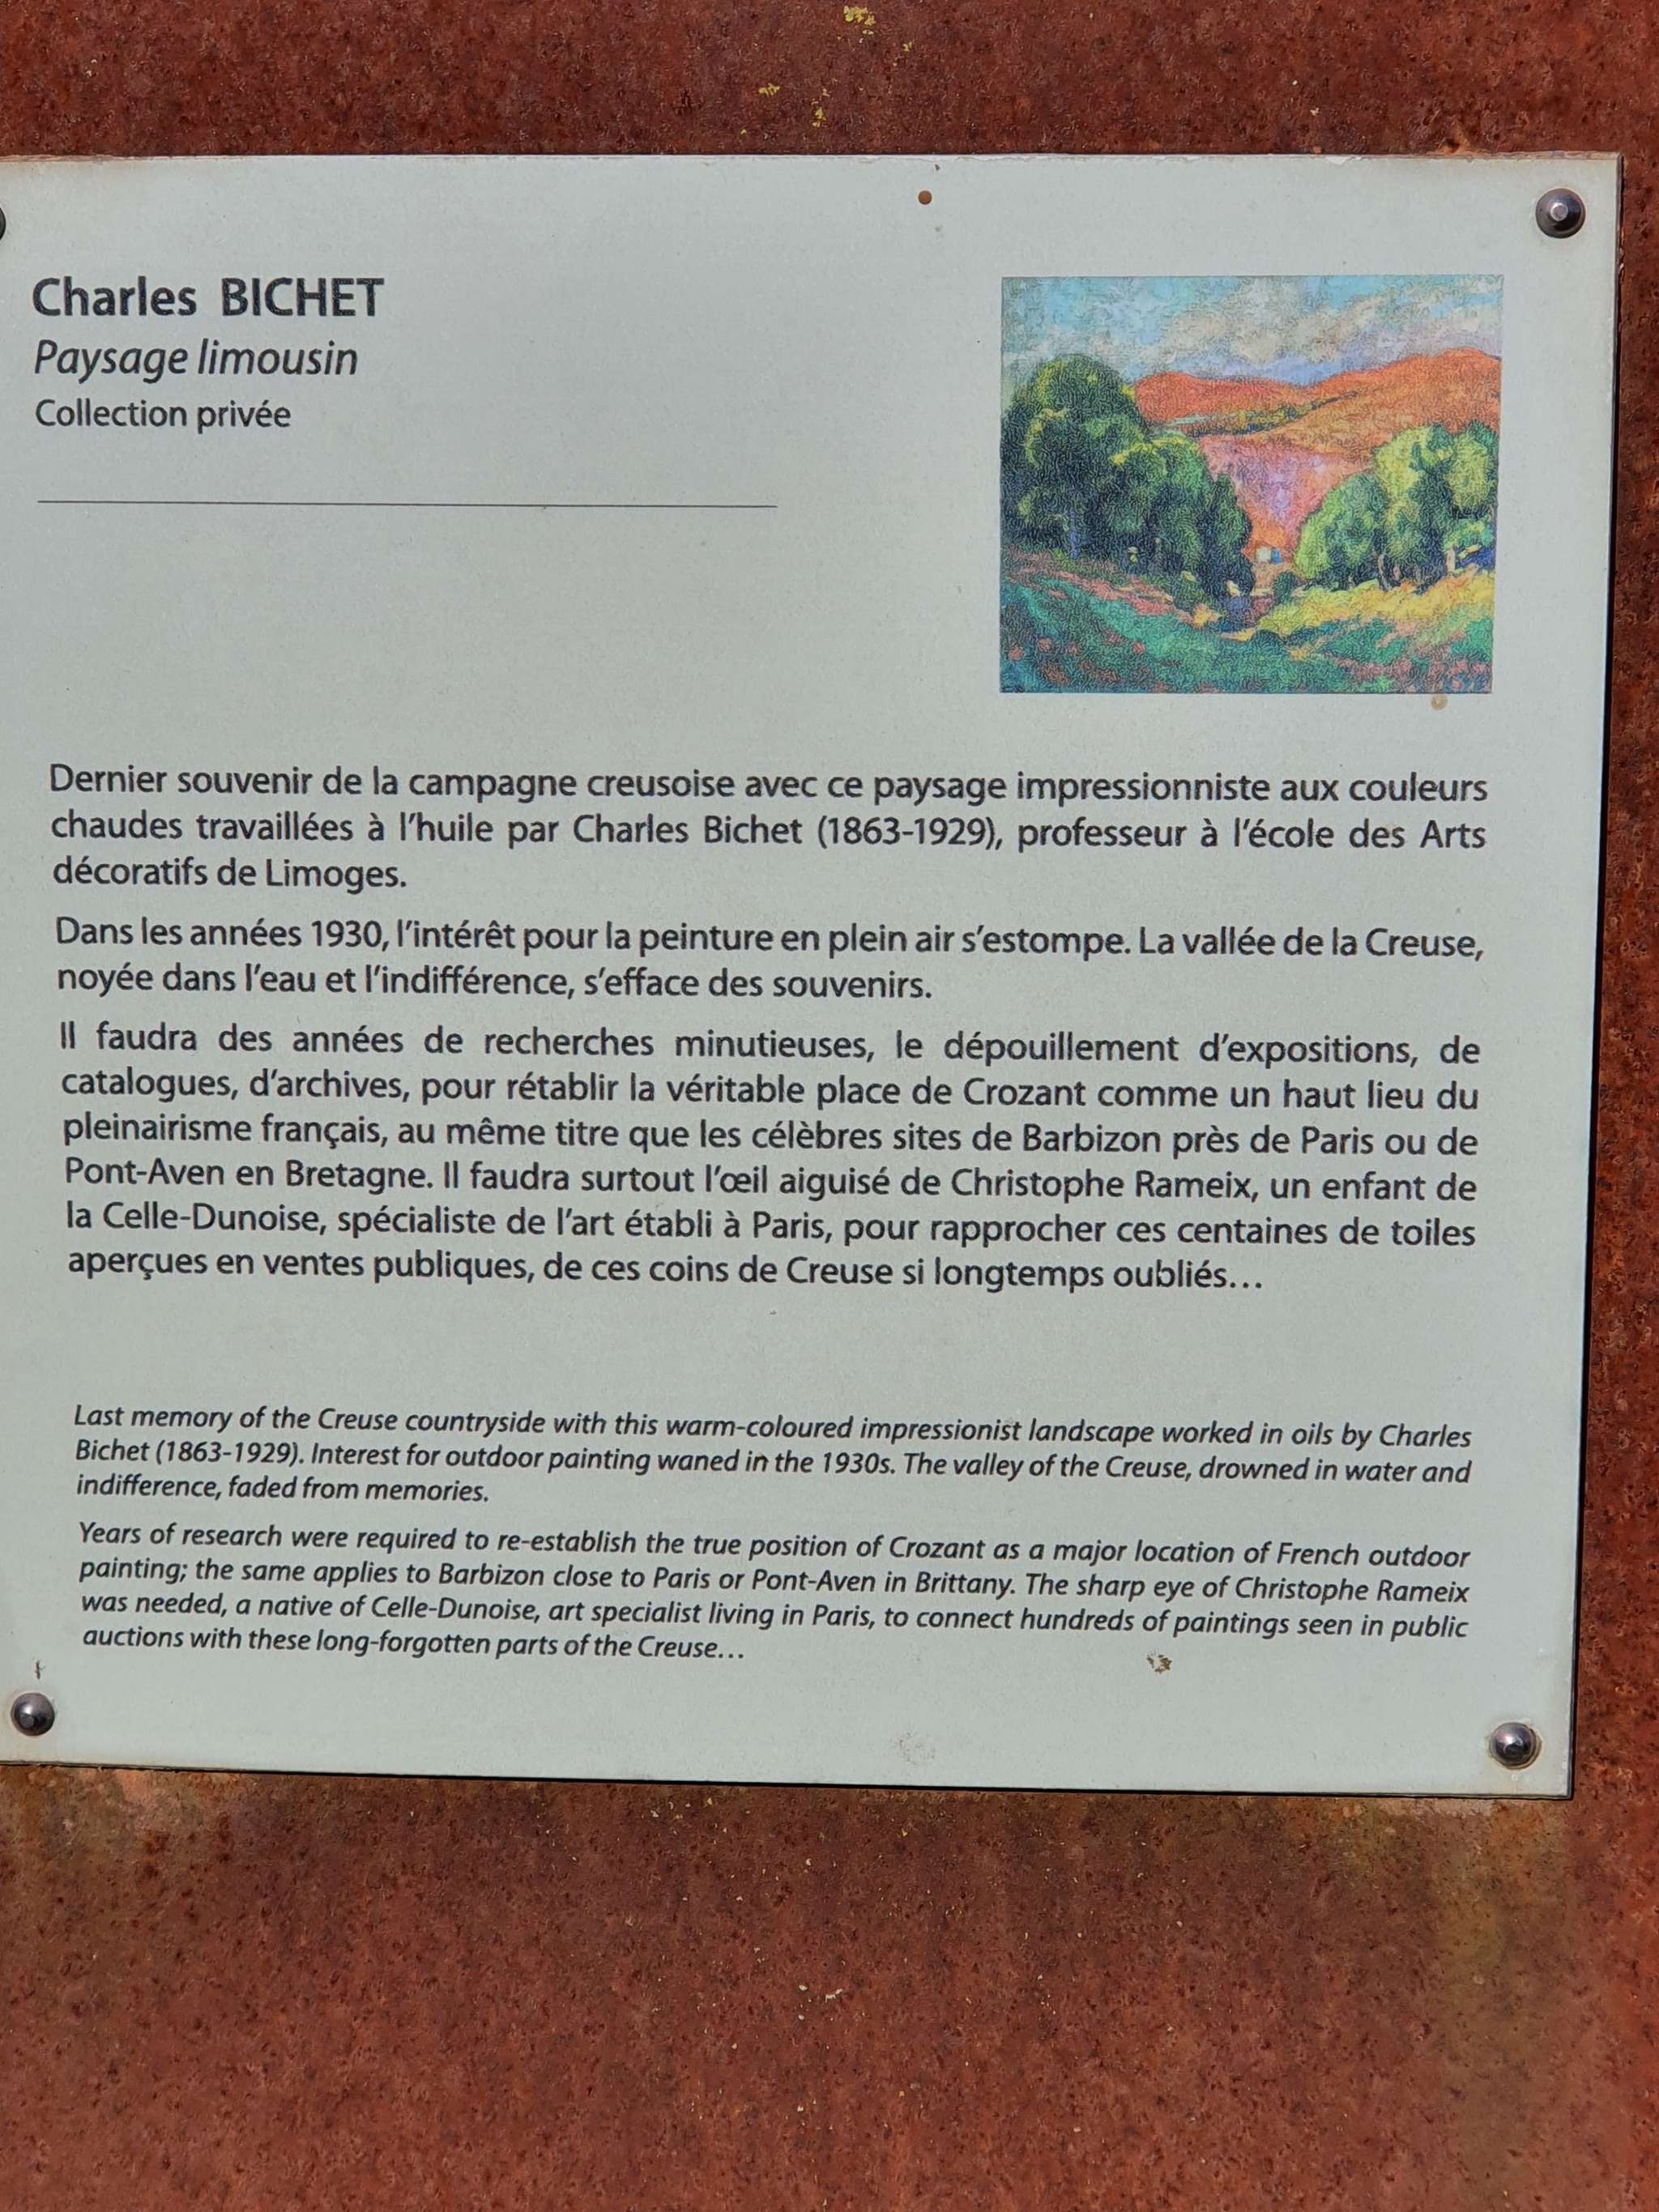 Charles BICHET
Paysage limousin
Collection privée
Dernier souvenir de la campagne creusoise avec ce paysage impressionniste aux couleurs
chaudes travaillées à l'huile par Charles Bichet (1863-1929), professeur à l'école des Arts
décoratifs de Limoges.
Dans les années 1930, l'intérêt pour la peinture en plein air s'estompe. La vallée de la Creuse,
noyée dans l'eau et l'indifférence, s'efface des souvenirs.
Il faudra des années de recherches minutieuses, le dépouillement d'expositions, de
catalogues, d'archives, pour rétablir la véritable place de Crozant comme un haut lieu du
pleinairisme français, au même titre que les célèbres sites de Barbizon près de Paris ou de
Pont-Aven en Bretagne. Il faudra surtout l'œil aiguisé de Christophe Rameix, un enfant de
la Celle-Dunoise, spécialiste de l'art établi à Paris, pour rapprocher ces centaines de toiles
aperçues en ventes publiques, de ces coins de Creuse si longtemps oubliés…
Last memory of the Creuse countryside with this warm-coloured impressionist landscape worked in oils by Charles
Bichet (1863-1929). Interest for outdoor painting waned in the 1930s. The valley of the Creuse, drowned in water and
indifference, faded from memories.
Years of research were required to re-establish the true position of Crozant as a major location of French outdoor
painting; the same applies to Barbizon close to Paris or Pont-Aven in Brittany. The sharp eye of Christophe Rameix
was needed, a native of Celle-Dunoise, art specialist living in Paris, to connect hundreds of paintings seen in public
auctions with these long-forgotten parts of the Creuse…